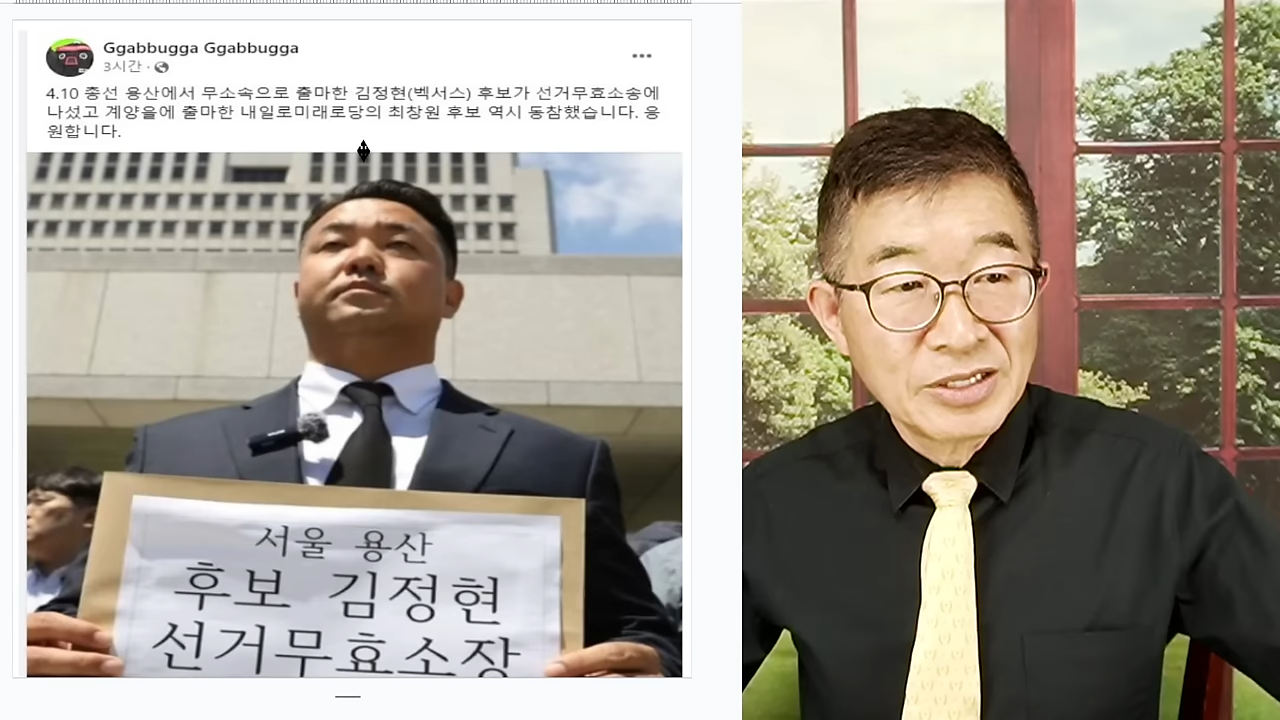 Ggabbugga Ggabbugga
3시간 ·
4.10 총선 용산에서 무소속으로 출마한 김정현(벡서스) 후보가 선거무효소송에
나섰고 계양을에 출마한 내일로미래로당의 최창원 후보 역시 동참했습니다. 응
원합니다.
서울 용산
후보 김정현
선거무효소장